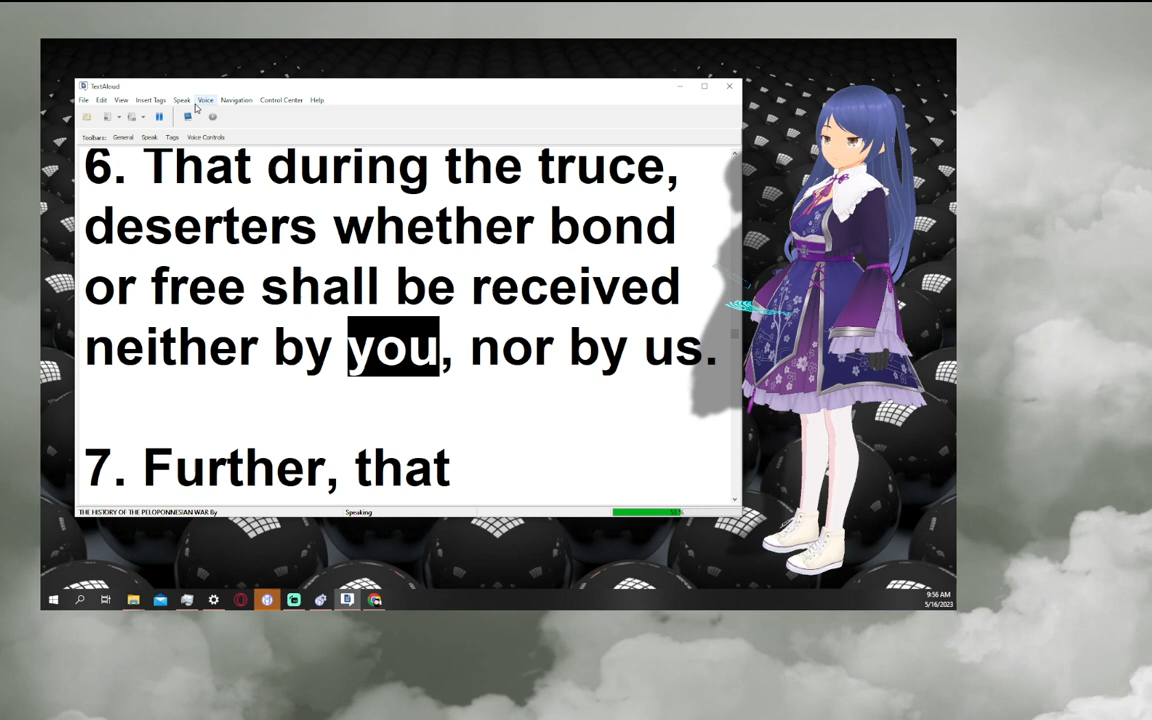 TextAloud
File Edit View Insert Tags Speak Voice Navigation Control Center Help
Toolbars: General Speak Tags Voice Controls
6. That during the truce,
deserters whether bond
or free shall be received
neither by you, nor by us.
7. Further, that
THE HISTORY OF THE PELOPONNESIAN WAR By Speaking
9:56 AM
5/16/2023